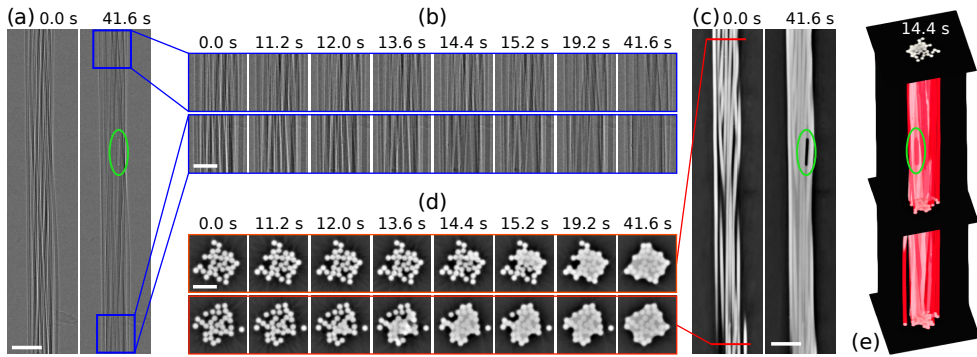 (a) 0.0 s 41.6 s
(b)
0.0 s 11.2 s 12.0 s 13.6 s 14.4 s 15.2 s 19.2 s 41.6 s
(d)
0.0 s 11.2 s 12.0 s 13.6 s 14.4 s 15.2 s 19.2 s 41.6 s
(c) 0.0 s 41.6 s
14.4 s
(e)